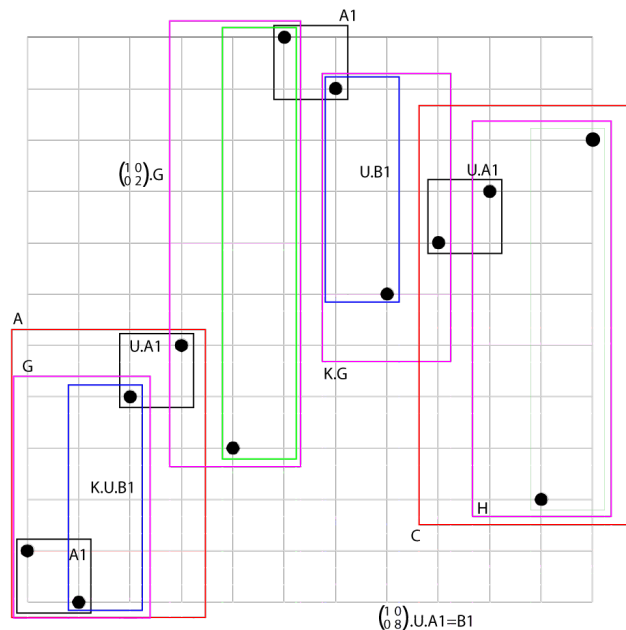 A1
(1 0
0 2).G
U.B1
U.A1
A
U.A1
G
K.G
K.U.B1
H
C
A1
(1 0
0 8).U.A1=B1